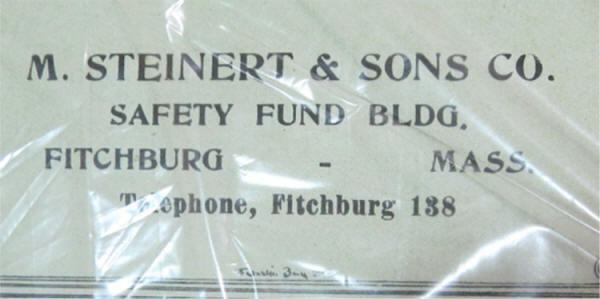 M. STEINERT & SONS CO.
SAFETY FUND BLDG.
FITCHBURG - MASS.
Telephone, Fitchburg 138